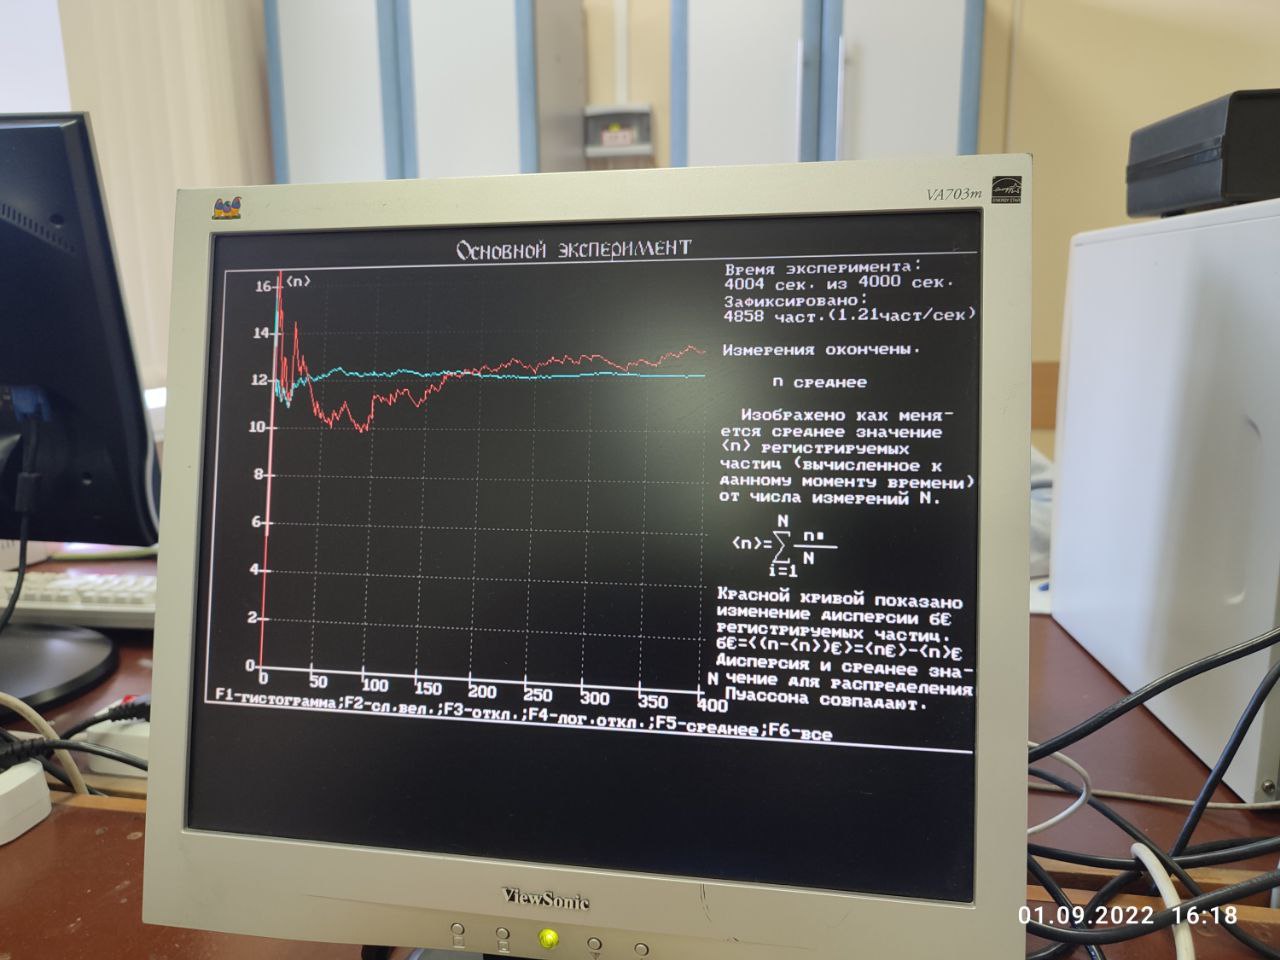 VA703m
ENERGY STAR
Основной эксперимент
Время эксперимента:
4004 сек. из 4000 сек.
Зафиксировано:
4858 част.(1.21част/сек)
Измерения окончены.
n среднее
Изображено как меня-
ется среднее значение
<n> регистрируемых
частиц (вычисленное к
данному моменту времени)
от числа измерений N.
N
<n>=∑ n■/N
i=1
Красной кривой показано
изменение дисперсии б€
регистрируемых частиц.
б€=<(n-<n>)€>=<n€>-<n>€
Дисперсия и среднее зна-
чение для распределения
Пуассона совпадают.
<n>
16
14
12
10
8
6
4
2
0
0 50 100 150 200 250 300 350 400 N
F1-гистограмма;F2-сл.вел.;F3-откл.;F4-лог.откл.;F5-среднее;F6-все
ViewSonic
01.09.2022 16:18